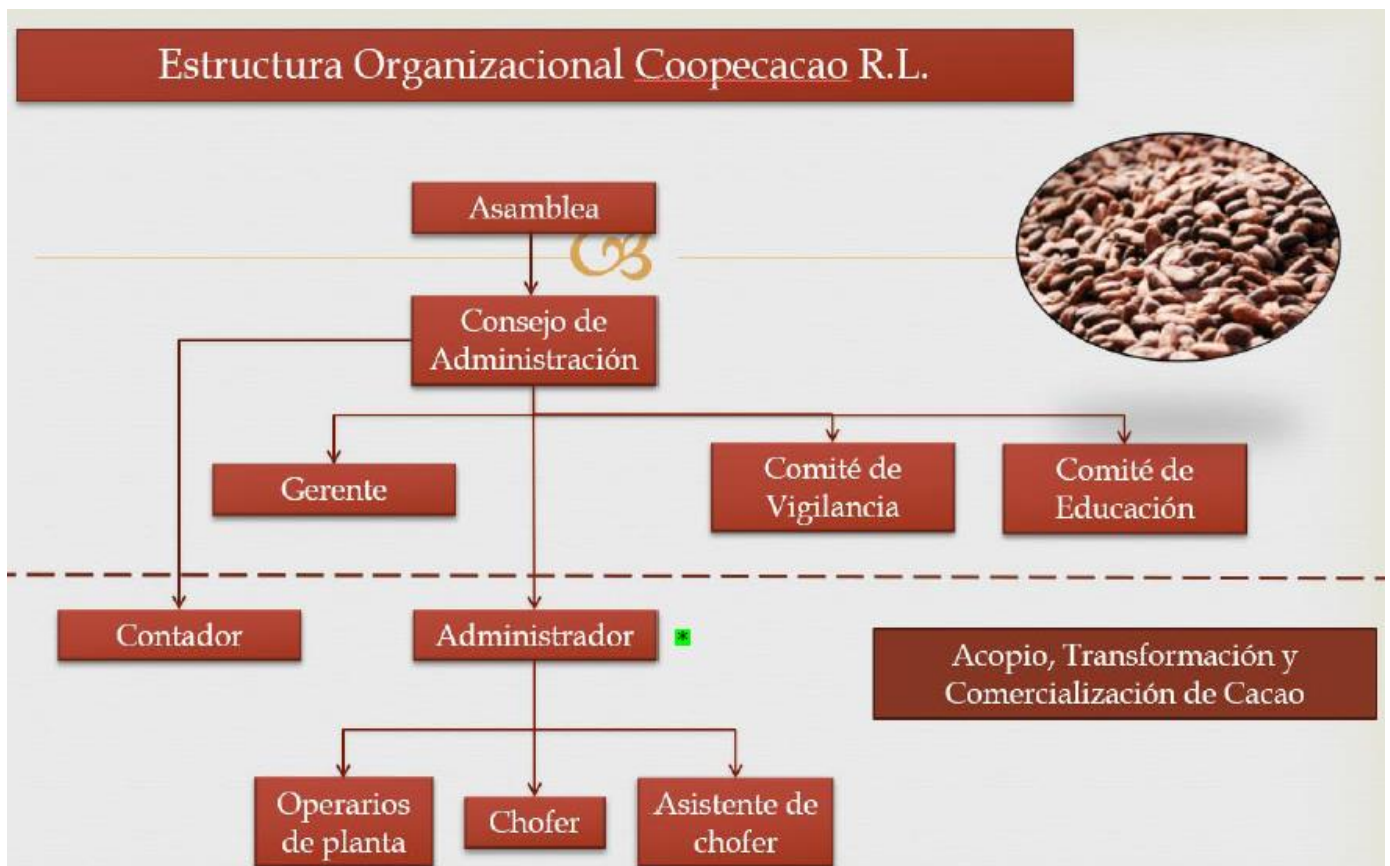 Estructura Organizacional Coopecacao R.L.
Asamblea
Consejo de
Administración
Gerente
Comité de
Vigilancia
Comité de
Educación
Contador
Administrador *
Acopio, Transformación y
Comercialización de Cacao
Operarios
de planta
Chofer
Asistente de
chofer